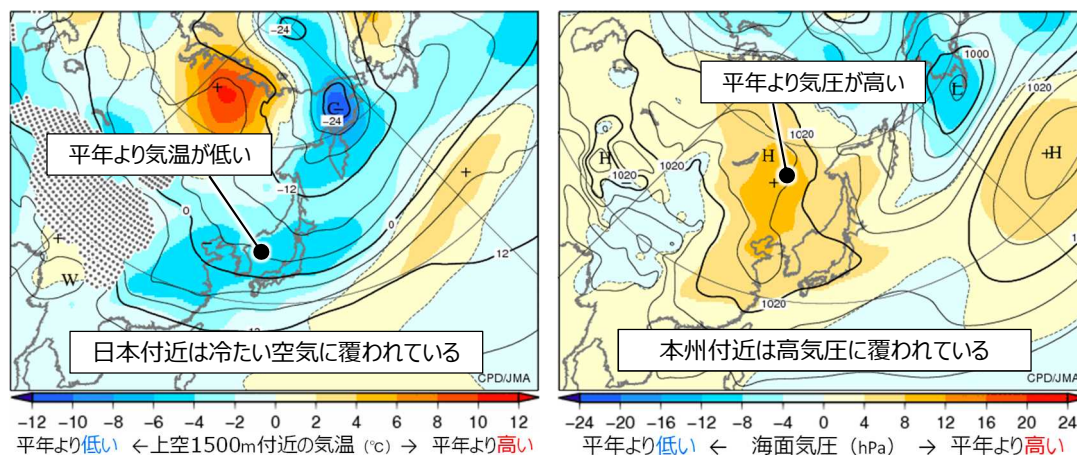 -24
C
-24
平年より気温が低い
-12
0
0
12
W
12
日本付近は冷たい空気に覆われている
CPD/JMA
-12 -10 -8 -6 -4 -2 0 2 4 6 8 10 12
平年より低い ←上空1500m付近の気温 (℃) → 平年より高い
平年より気圧が高い
1000
L
1020
1020
H
H
1020
H
1020
1020
1020
本州付近は高気圧に覆われている
CPD/JMA
-24 -20 -16 -12 -8 -4 0 4 8 12 16 20 24
平年より低い ← 海面気圧 (hPa) → 平年より高い